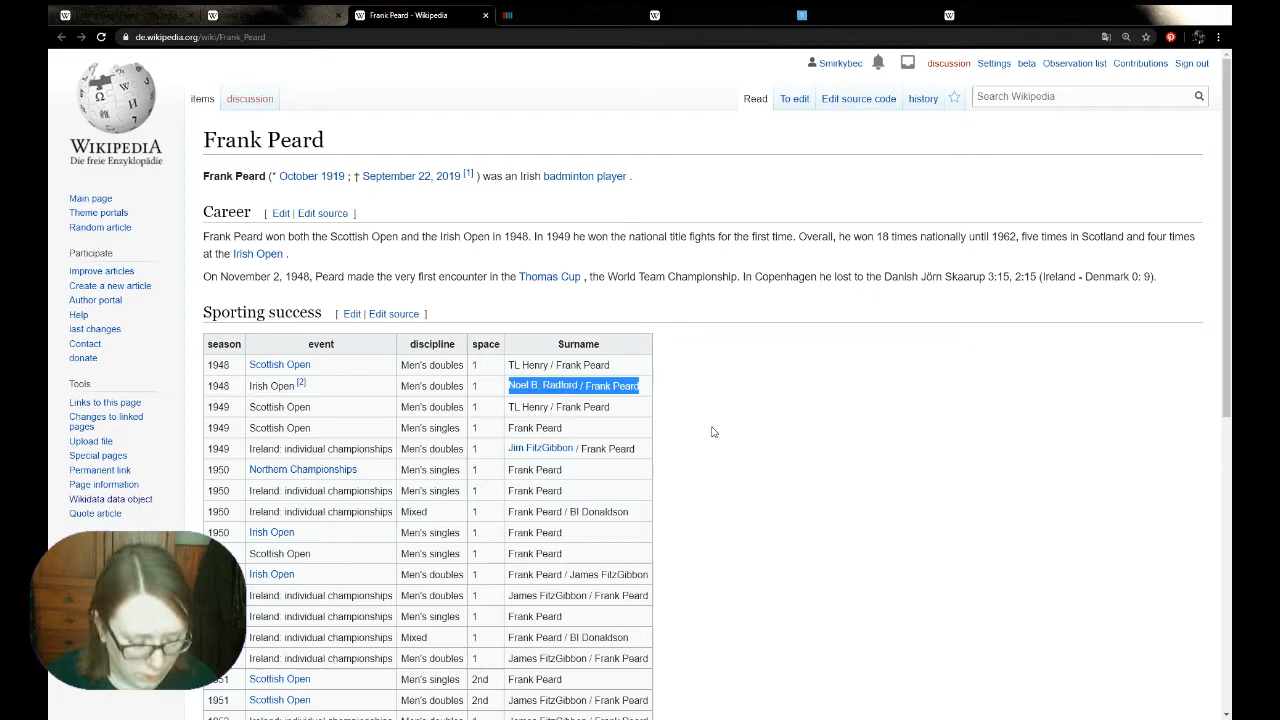 Frank Peard - Wikipedia
de.wikipedia.org/wiki/Frank_Peard
Smirkybec discussion Settings beta Observation list Contributions Sign out
items discussion Read To edit Edit source code history Search Wikipedia
WIKIPEDIA
Die freie Enzyklopädie
Main page
Theme portals
Random article
Participate
Improve articles
Create a new article
Author portal
Help
last changes
Contact
donate
Tools
Links to this page
Changes to linked
pages
Upload file
Special pages
Permanent link
Page information
Wikidata data object
Quote article
Frank Peard
Frank Peard (* October 1919 ; † September 22, 2019 [1] ) was an Irish badminton player .
Career [ Edit | Edit source ]
Frank Peard won both the Scottish Open and the Irish Open in 1948. In 1949 he won the national title fights for the first time. Overall, he won 18 times nationally until 1962, five times in Scotland and four times
at the Irish Open .
On November 2, 1948, Peard made the very first encounter in the Thomas Cup , the World Team Championship. In Copenhagen he lost to the Danish Jörn Skaarup 3:15, 2:15 (Ireland - Denmark 0: 9).
Sporting success [ Edit | Edit source ]
season event discipline space Surname
1948 Scottish Open Men's doubles 1 TL Henry / Frank Peard
1948 Irish Open [2] Men's doubles 1 Noel B. Radford / Frank Peard
1949 Scottish Open Men's doubles 1 TL Henry / Frank Peard
1949 Scottish Open Men's singles 1 Frank Peard
1949 Ireland: individual championships Men's doubles 1 Jim FitzGibbon / Frank Peard
1950 Northern Championships Men's singles 1 Frank Peard
1950 Ireland: individual championships Men's singles 1 Frank Peard
1950 Ireland: individual championships Mixed 1 Frank Peard / BI Donaldson
1950 Irish Open Men's singles 1 Frank Peard
Scottish Open Men's singles 1 Frank Peard
Irish Open Men's doubles 1 Frank Peard / James FitzGibbon
Ireland: individual championships Men's doubles 1 James FitzGibbon / Frank Peard
Ireland: individual championships Men's singles 1 Frank Peard
Ireland: individual championships Mixed 1 Frank Peard / BI Donaldson
Ireland: individual championships Men's doubles 1 James FitzGibbon / Frank Peard
Scottish Open Men's singles 2nd Frank Peard
1951 Scottish Open Men's doubles 2nd James FitzGibbon / Frank Peard